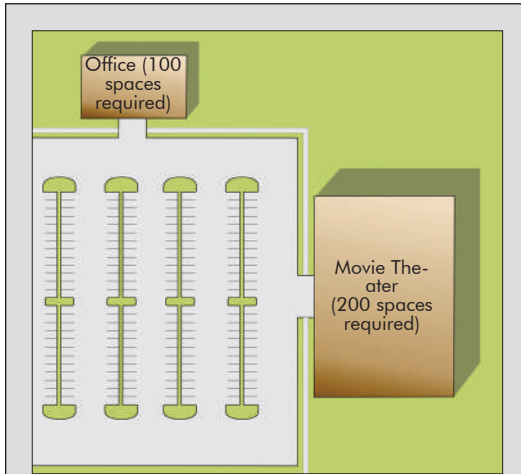 Office (100
spaces
required)
Movie The-
ater
(200 spaces
required)